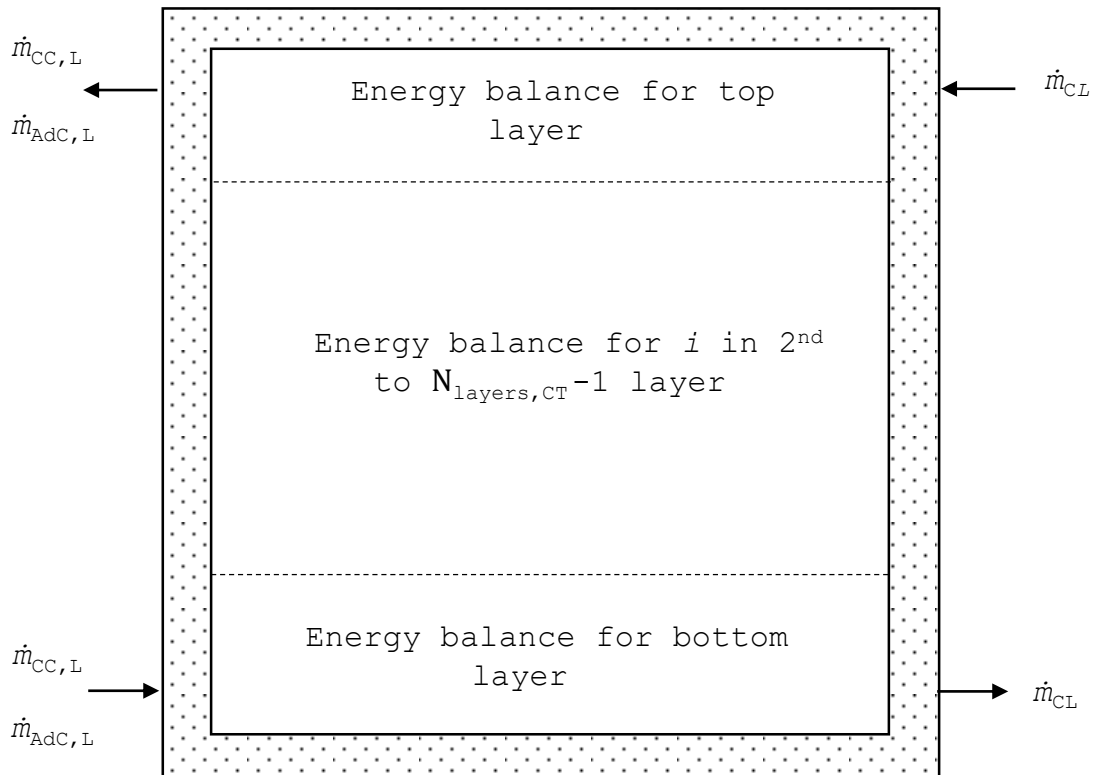 ṁCC,L
ṁAdC,L
ṁCL
Energy balance for top
layer
Energy balance for i in 2nd
to Nlayers,CT-1 layer
Energy balance for bottom
layer
ṁCC,L
ṁAdC,L
ṁCL